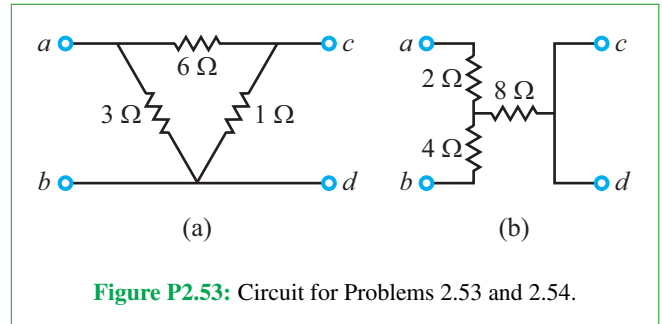 a c
6 Ω
3 Ω 1 Ω
b d
(a)
a c
2 Ω 8 Ω
4 Ω
b d
(b)
Figure P2.53: Circuit for Problems 2.53 and 2.54.